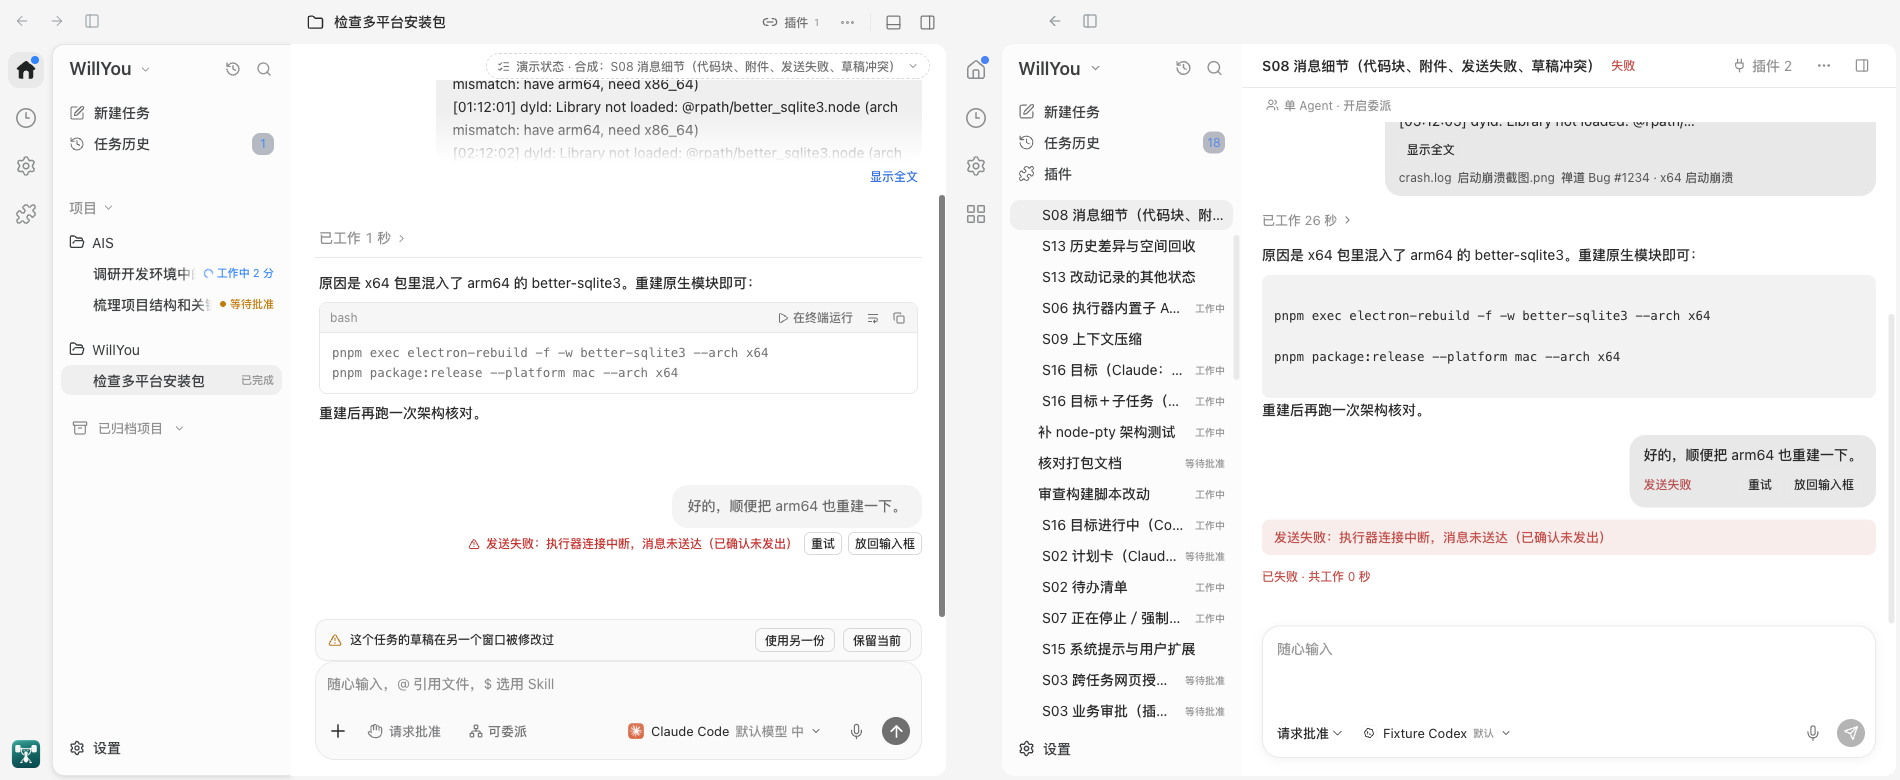 检查多平台安装包
插件 1
WillYou
新建任务
任务历史
1
项目
AIS
调研开发环境中
工作中 2 分
梳理项目结构和关
等待批准
WillYou
检查多平台安装包
已完成
已归档项目
设置
演示状态 · 合成：S08 消息细节（代码块、附件、发送失败、草稿冲突）
mismatch: have arm64, need x86_64)
[01:12:01] dyld: Library not loaded: @rpath/better_sqlite3.node (arch
mismatch: have arm64, need x86_64)
[02:12:02] dyld: Library not loaded: @rpath/better_sqlite3.node (arch
显示全文
已工作 1 秒
原因是 x64 包里混入了 arm64 的 better-sqlite3。重建原生模块即可：
bash
在终端运行
pnpm exec electron-rebuild -f -w better-sqlite3 --arch x64
pnpm package:release --platform mac --arch x64
重建后再跑一次架构核对。
好的，顺便把 arm64 也重建一下。
发送失败：执行器连接中断，消息未送达（已确认未发出）
重试
放回输入框
这个任务的草稿在另一个窗口被修改过
使用另一份
保留当前
随心输入，@ 引用文件，$ 选用 Skill
请求批准
可委派
Claude Code 默认模型 中
WillYou
新建任务
任务历史
18
插件
S08 消息细节（代码块、附...
S13 历史差异与空间回收
S13 改动记录的其他状态
S06 执行器内置子 A...
工作中
S09 上下文压缩
S16 目标（Claude：...
工作中
S16 目标＋子任务（...
工作中
补 node-pty 架构测试
工作中
核对打包文档
等待批准
审查构建脚本改动
工作中
S16 目标进行中（Co...
工作中
S02 计划卡（Claud...
等待批准
S02 待办清单
工作中
S07 正在停止 / 强制...
工作中
S15 系统提示与用户扩展
S03 跨任务网页授...
等待批准
S03 业务审批（插...
等待批准
设置
S08 消息细节（代码块、附件、发送失败、草稿冲突）
失败
插件 2
单 Agent · 开启委派
[03:12:03] dyld: Library not loaded: @rpath/...
显示全文
crash.log 启动崩溃截图.png 禅道 Bug #1234 · x64 启动崩溃
已工作 26 秒
原因是 x64 包里混入了 arm64 的 better-sqlite3。重建原生模块即可：
pnpm exec electron-rebuild -f -w better-sqlite3 --arch x64
pnpm package:release --platform mac --arch x64
重建后再跑一次架构核对。
好的，顺便把 arm64 也重建一下。
发送失败
重试
放回输入框
发送失败：执行器连接中断，消息未送达（已确认未发出）
已失败 · 共工作 0 秒
随心输入
请求批准
Fixture Codex 默认